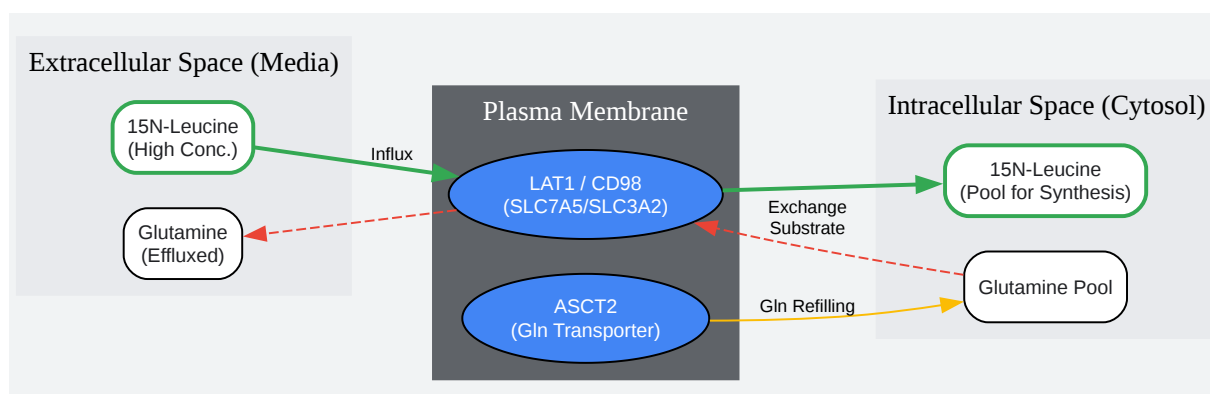 Extracellular Space (Media)
15N-Leucine
(High Conc.)
Glutamine
(Effluxed)
Influx
Plasma Membrane
LAT1 / CD98
(SLC7A5/SLC3A2)
ASCT2
(Gln Transporter)
Exchange
Substrate
Gln Refilling
Intracellular Space (Cytosol)
15N-Leucine
(Pool for Synthesis)
Glutamine Pool